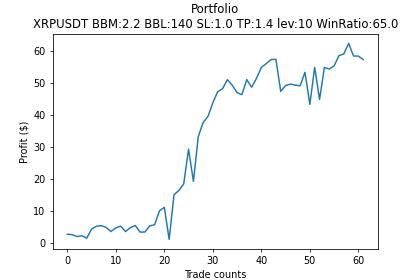 Portfolio
XRPUSDT BBM:2.2 BBL:140 SL:1.0 TP:1.4 lev:10 WinRatio:65.0
Profit ($)
60
50
40
30
20
10
0
0 10 20 30 40 50 60
Trade counts